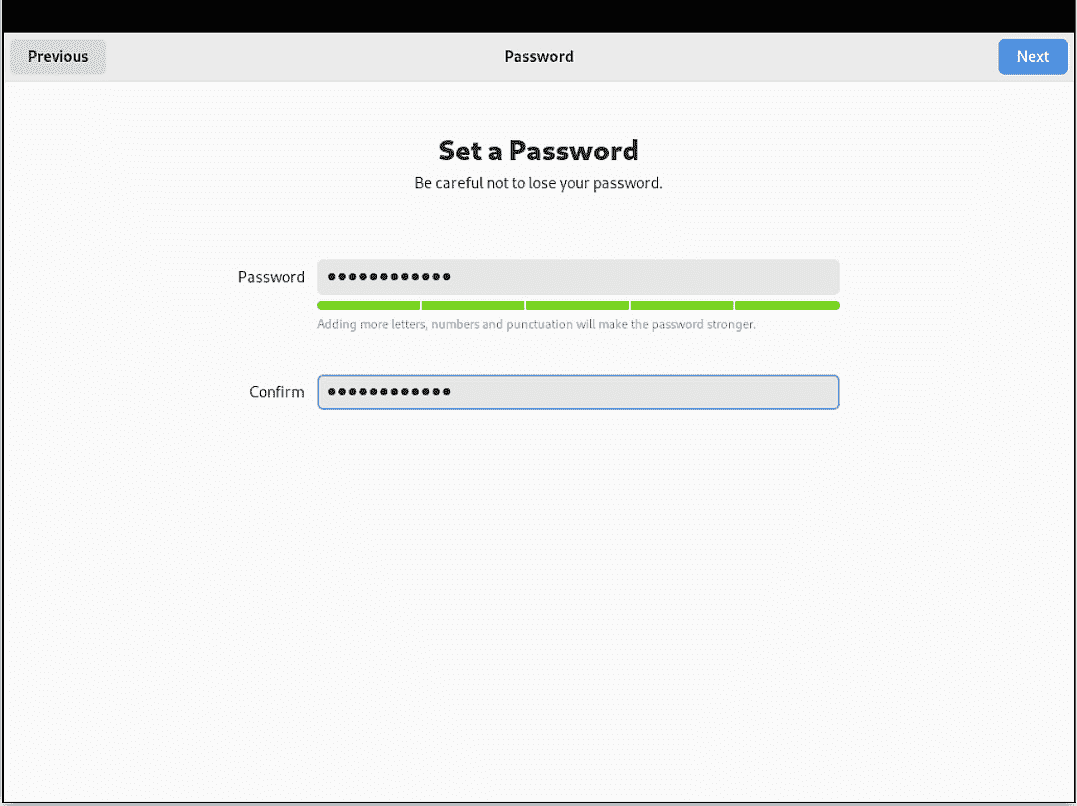 Previous
Password
Next
Set a Password
Be careful not to lose your password.
Password
●●●●●●●●●●●●
Adding more letters, numbers and punctuation will make the password stronger.
Confirm
●●●●●●●●●●●●